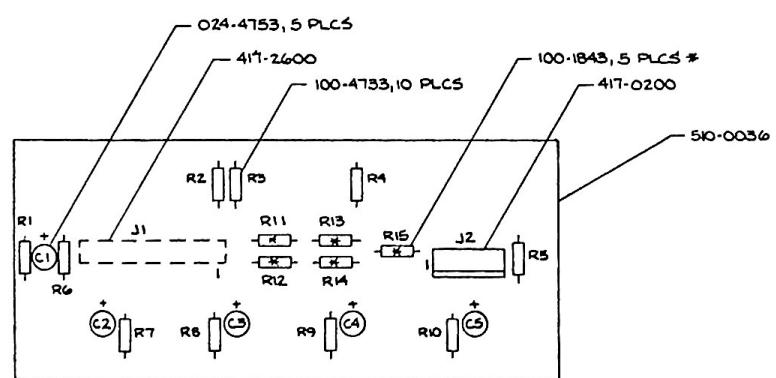 024-4753, 5 PLCS
417-2600
100-4733, 10 PLCS
100-1843, 5 PLCS *
417-0200
510-0036
R2
R3
R4
R1
+
C1
R6
J1
1
R11
R13
R12
R14
R15
J2
1
R5
+
C2
R7
R8
+
C3
R9
+
C4
R10
+
C5